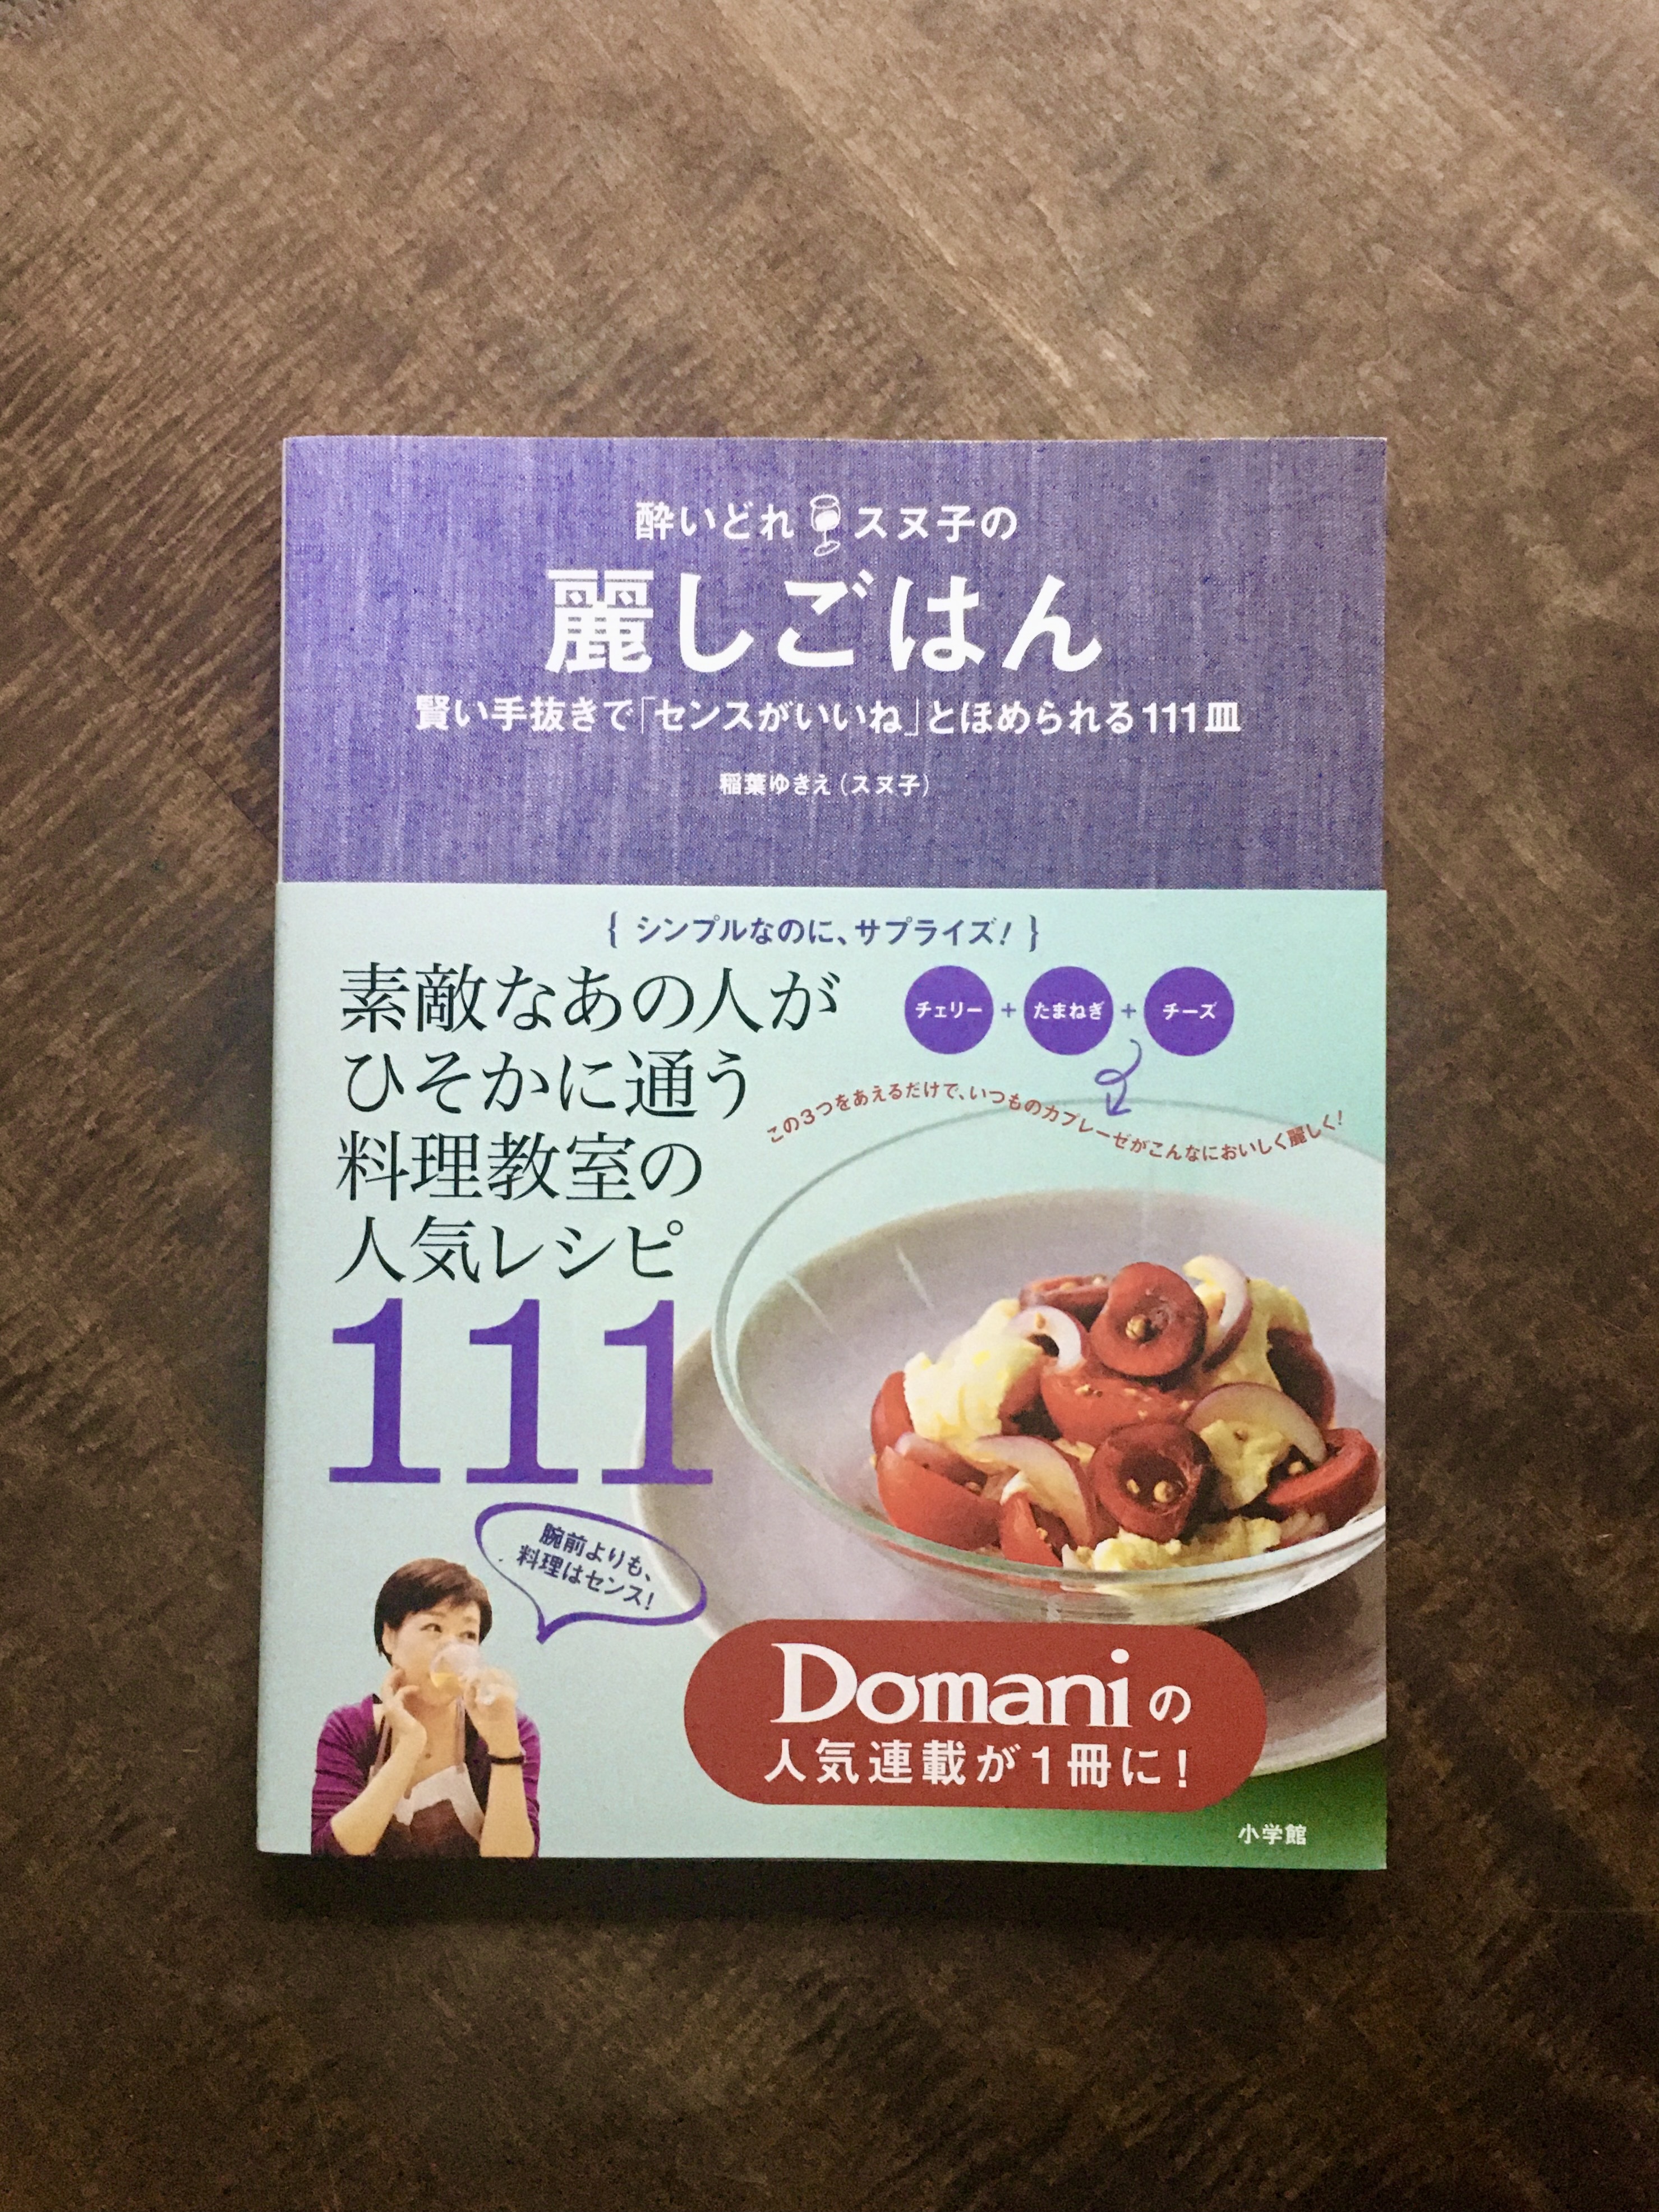 酔いどれスヌ子の
麗しごはん
賢い手抜きで「センスがいいね」とほめられる111皿
稲葉ゆきえ(スヌ子)
{ シンプルなのに、サプライズ! }
素敵なあの人が
ひそかに通う
料理教室の
人気レシピ
111
チェリー + たまねぎ + チーズ
この3つをあえるだけで、いつものカプレーゼがこんなにおいしく麗しく!
腕前よりも、
料理はセンス!
Domaniの
人気連載が1冊に!
小学館